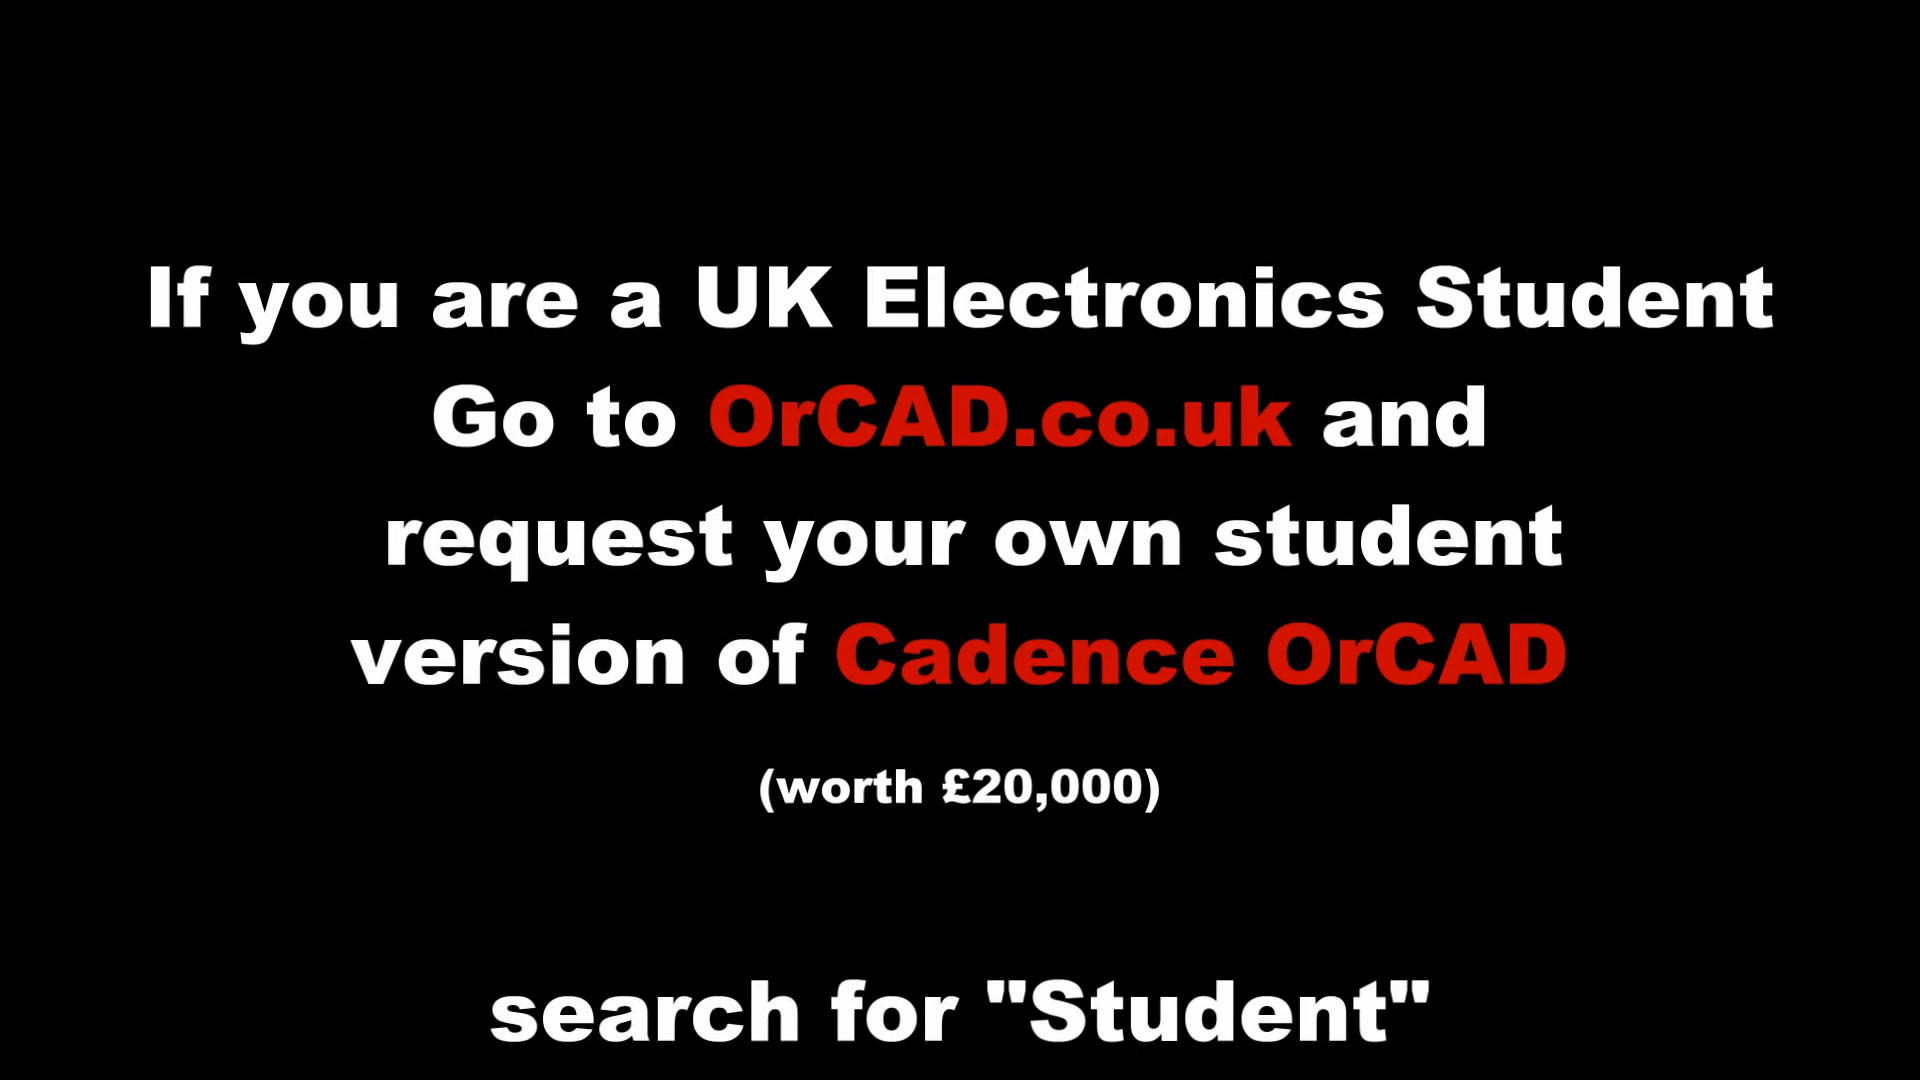 If you are a UK Electronics Student
Go to OrCAD.co.uk and
request your own student
version of Cadence OrCAD
(worth £20,000)
search for "Student"